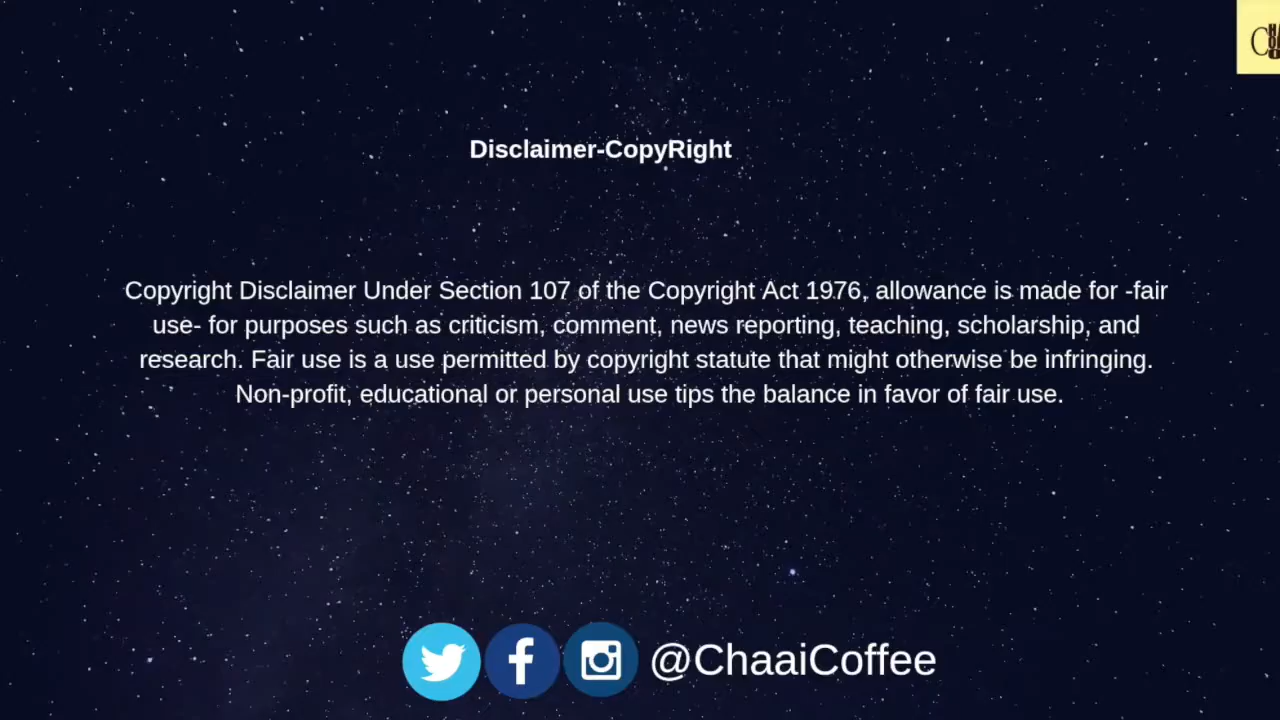 Disclaimer-CopyRight
Copyright Disclaimer Under Section 107 of the Copyright Act 1976, allowance is made for -fair
use- for purposes such as criticism, comment, news reporting, teaching, scholarship, and
research. Fair use is a use permitted by copyright statute that might otherwise be infringing.
Non-profit, educational or personal use tips the balance in favor of fair use.
@ChaaiCoffee